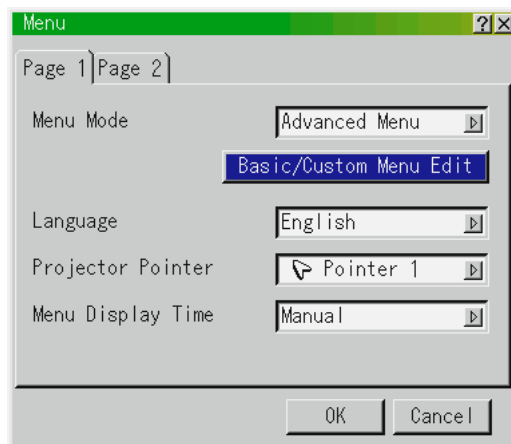 Menu ? X
Page 1 Page 2
Menu Mode Advanced Menu
Basic/Custom Menu Edit
Language English
Projector Pointer Pointer 1
Menu Display Time Manual
OK Cancel